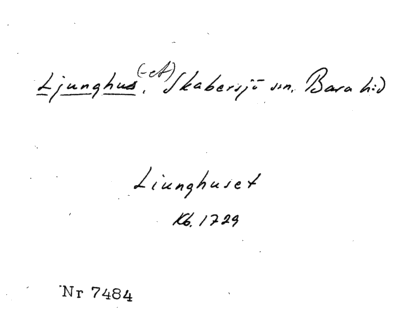 Ljunghus (-et), Skabersjö sn. Bara hd
Liunghuset
Kb. 1729
Nr 7484